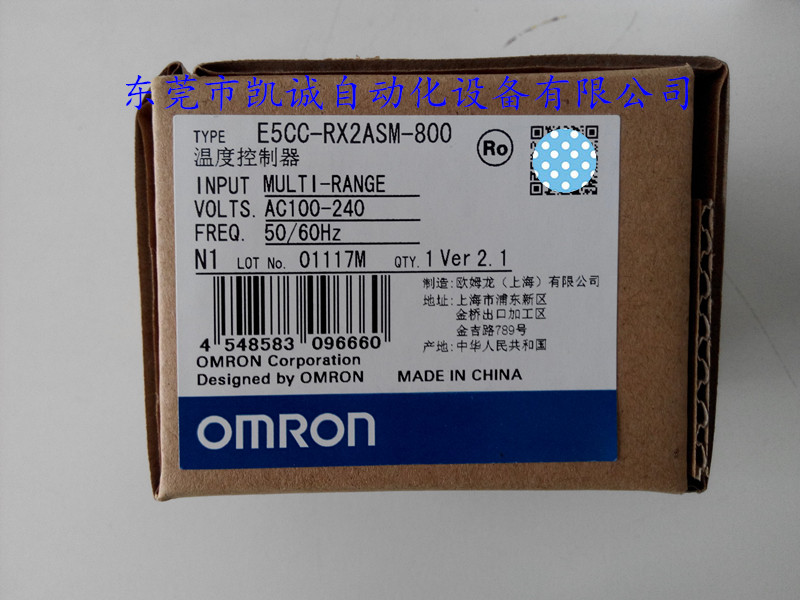 东莞市凯诚自动化设备有限公司
TYPE E5CC-RX2ASM-800
温度控制器
Ro
INPUT MULTI-RANGE
VOLTS. AC100-240
FREQ. 50/60Hz
N1 LOT No. 01117M QTY. 1 Ver 2.1
制造:欧姆龙(上海)有限公司
地址:上海市浦东新区
金桥出口加工区
金吉路789号
产地:中华人民共和国
4 548583 096660
OMRON Corporation
Designed by OMRON MADE IN CHINA
OMRON